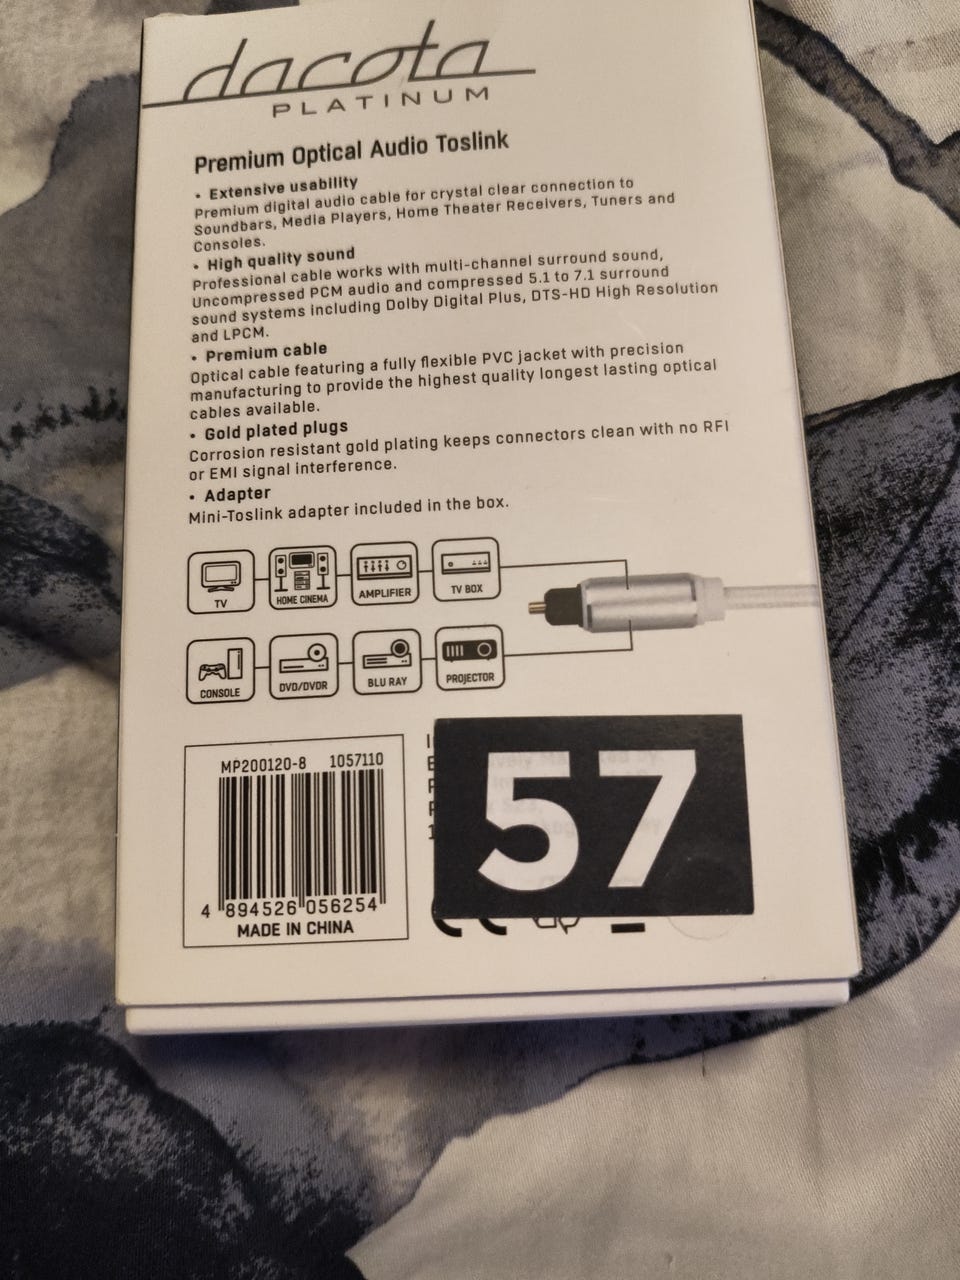 dacota
PLATINUM
Premium Optical Audio Toslink
• Extensive usability
Premium digital audio cable for crystal clear connection to
Soundbars, Media Players, Home Theater Receivers, Tuners and
Consoles.
• High quality sound
Professional cable works with multi-channel surround sound,
Uncompressed PCM audio and compressed 5.1 to 7.1 surround
sound systems including Dolby Digital Plus, DTS-HD High Resolution
and LPCM.
• Premium cable
Optical cable featuring a fully flexible PVC jacket with precision
manufacturing to provide the highest quality longest lasting optical
cables available.
• Gold plated plugs
Corrosion resistant gold plating keeps connectors clean with no RFI
or EMI signal interference.
• Adapter
Mini-Toslink adapter included in the box.
TV HOME CINEMA AMPLIFIER TV BOX
CONSOLE DVD/DVDR BLU RAY PROJECTOR
MP200120-8 1057110
4 894526 056254
MADE IN CHINA
57